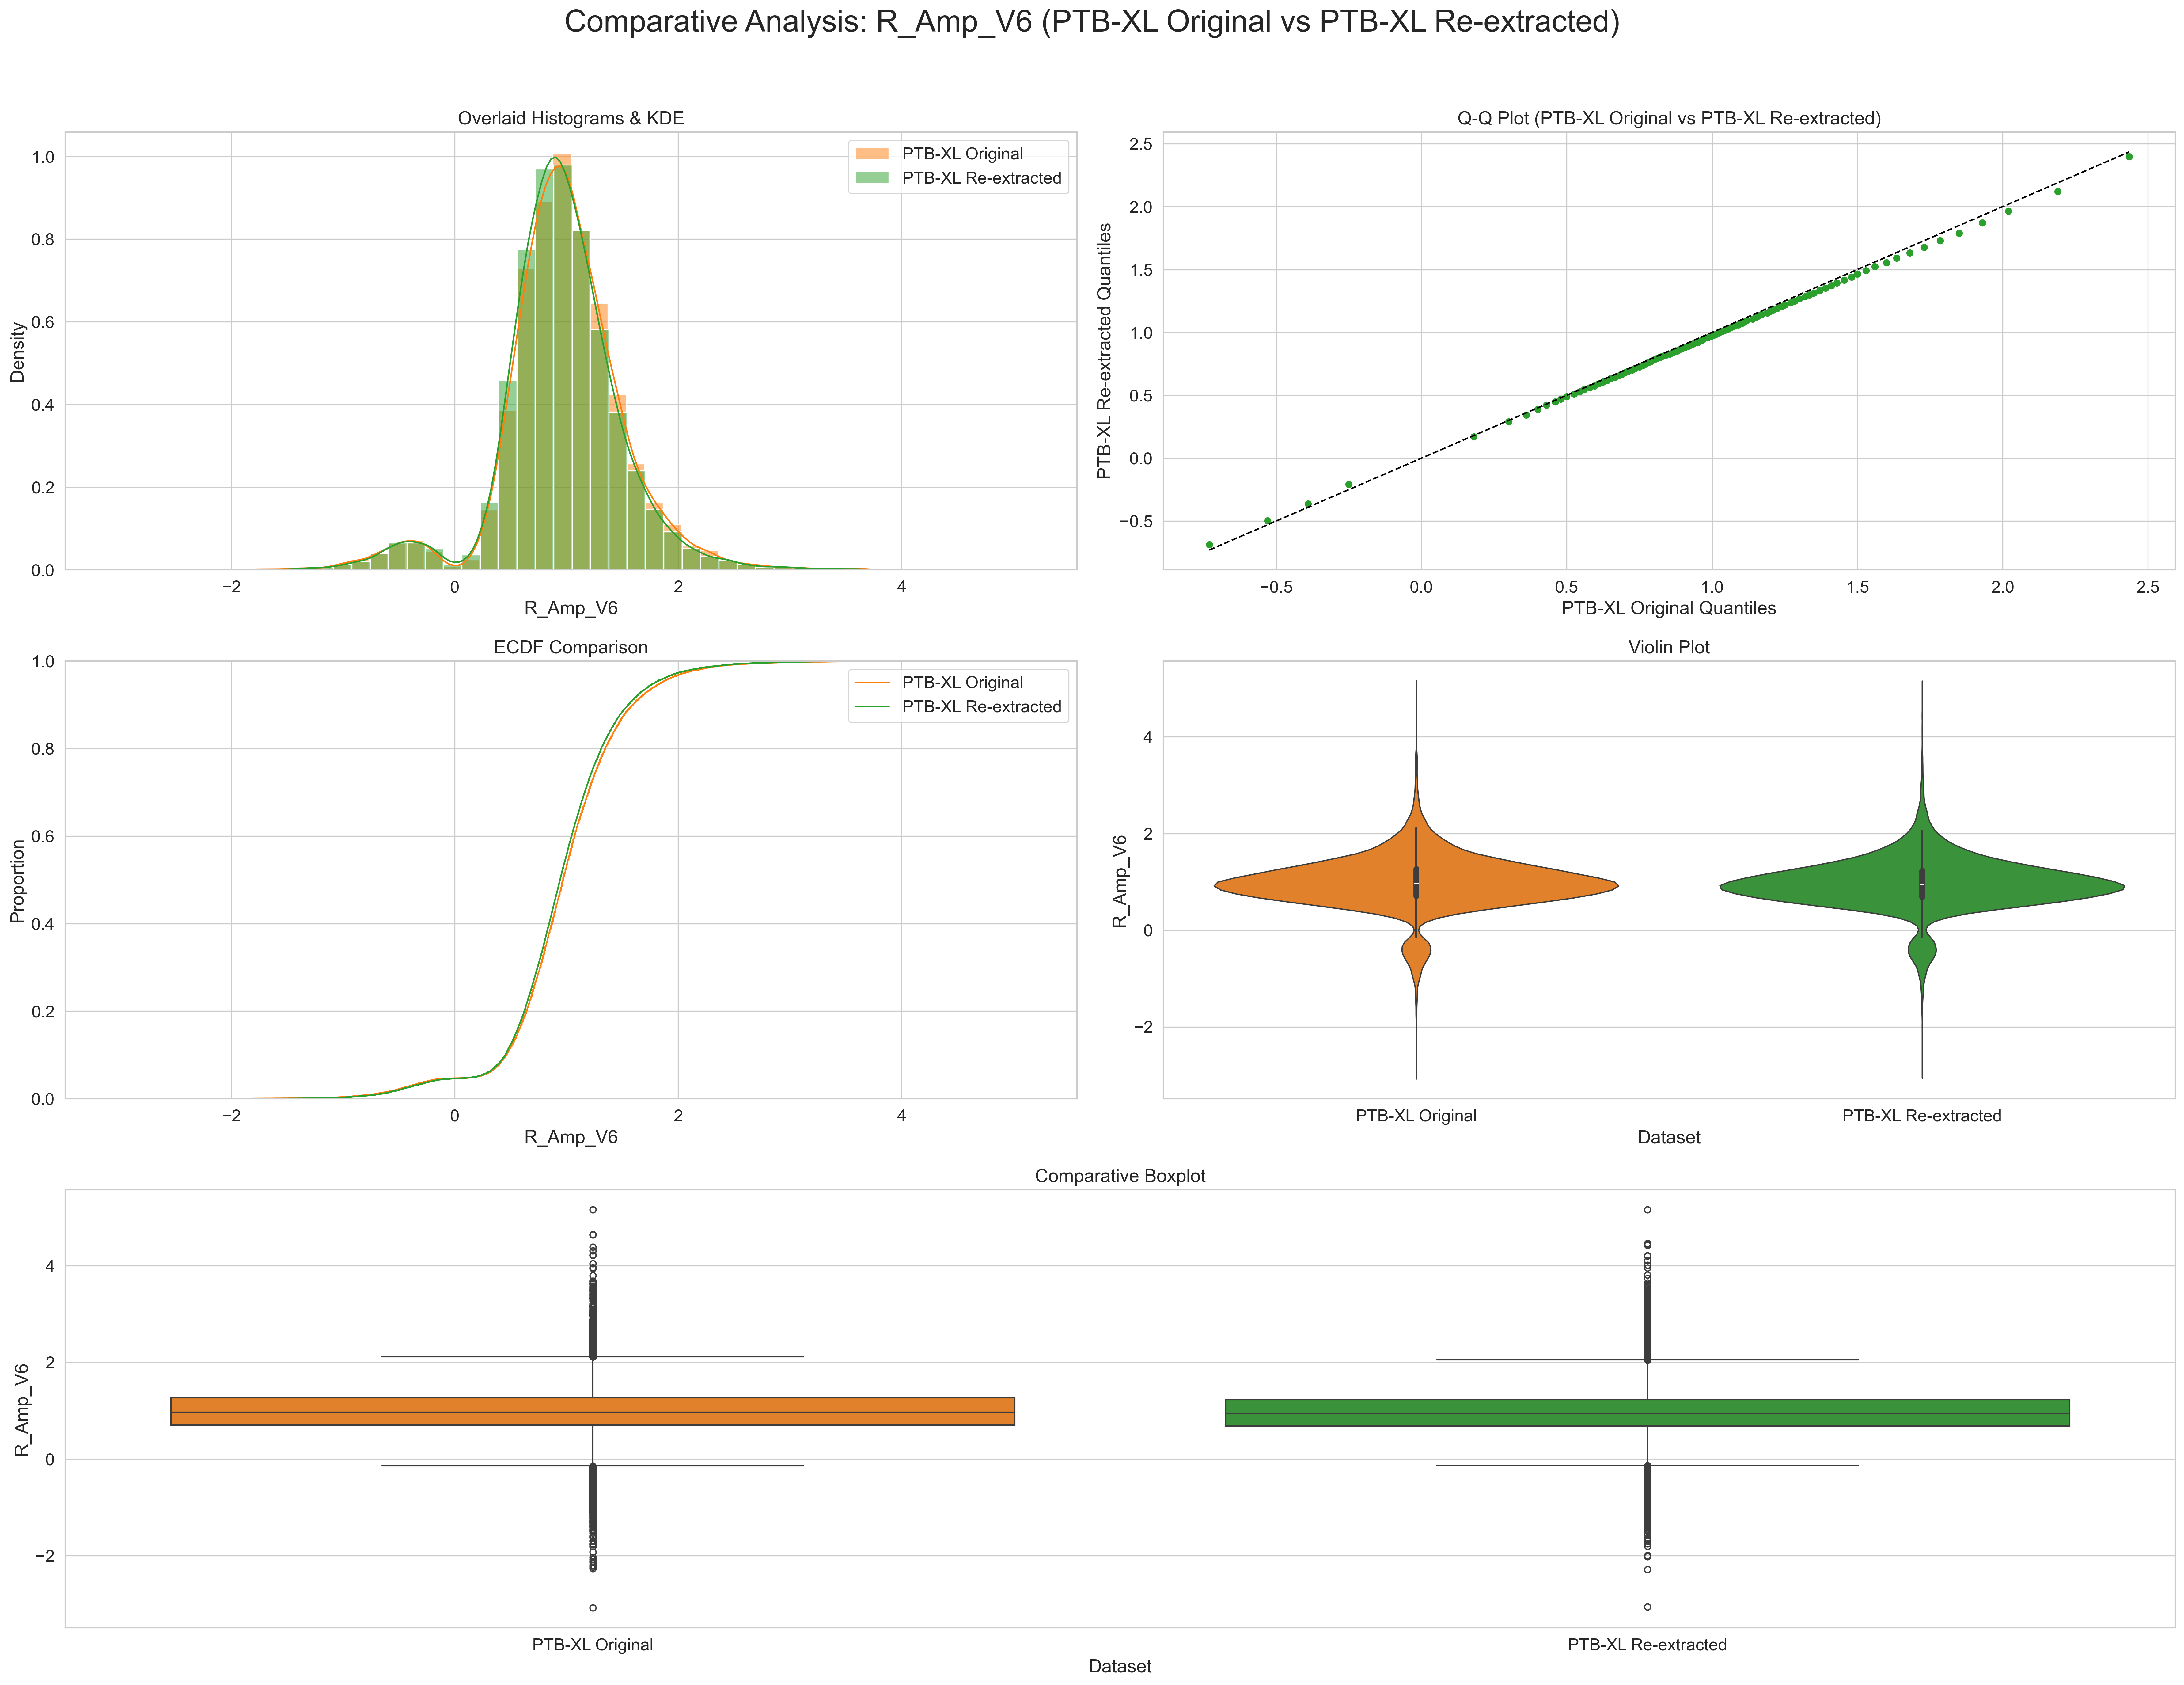 Comparative Analysis: R_Amp_V6 (PTB-XL Original vs PTB-XL Re-extracted)
Overlaid Histograms & KDE
PTB-XL Original
PTB-XL Re-extracted
Density
1.0
0.8
0.6
0.4
0.2
0.0
−2 0 2 4
R_Amp_V6
Q-Q Plot (PTB-XL Original vs PTB-XL Re-extracted)
PTB-XL Re-extracted Quantiles
2.5
2.0
1.5
1.0
0.5
0.0
−0.5
−0.5 0.0 0.5 1.0 1.5 2.0 2.5
PTB-XL Original Quantiles
ECDF Comparison
PTB-XL Original
PTB-XL Re-extracted
Proportion
1.0
0.8
0.6
0.4
0.2
0.0
−2 0 2 4
R_Amp_V6
Violin Plot
R_Amp_V6
4
2
0
−2
PTB-XL Original PTB-XL Re-extracted
Dataset
Comparative Boxplot
R_Amp_V6
4
2
0
−2
PTB-XL Original PTB-XL Re-extracted
Dataset